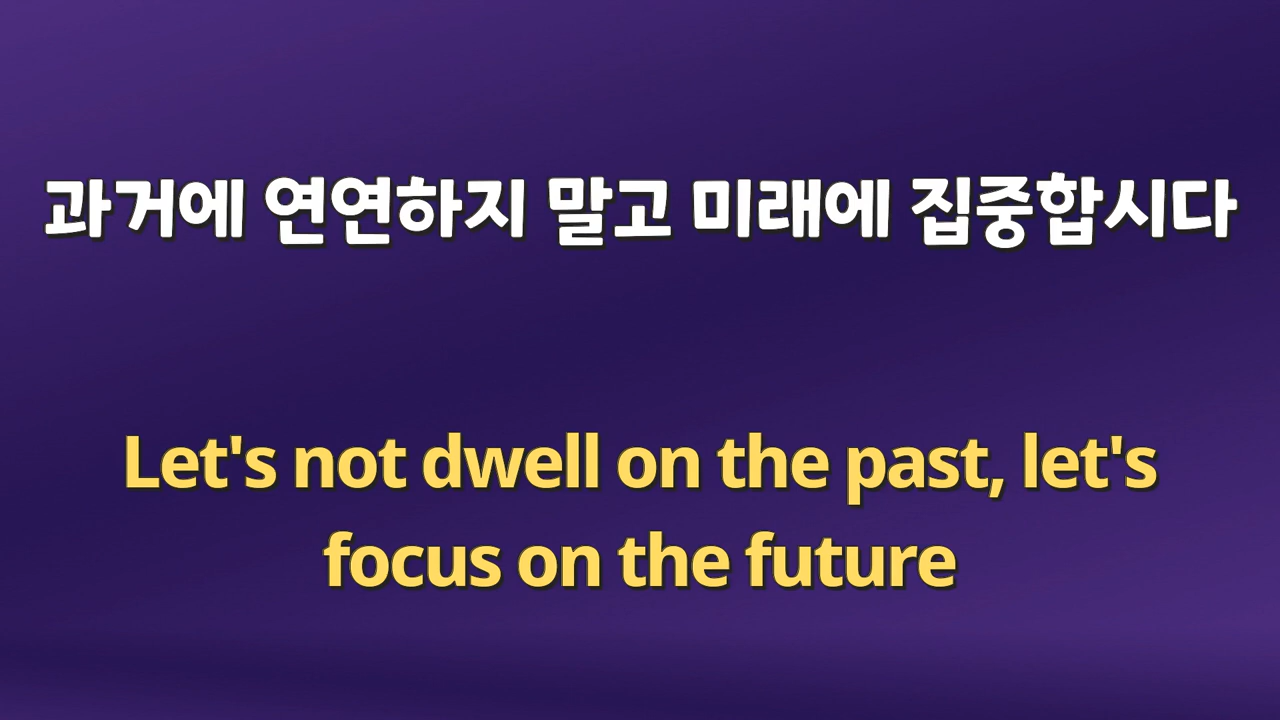 과거에 연연하지 말고 미래에 집중합시다
Let's not dwell on the past, let's
focus on the future